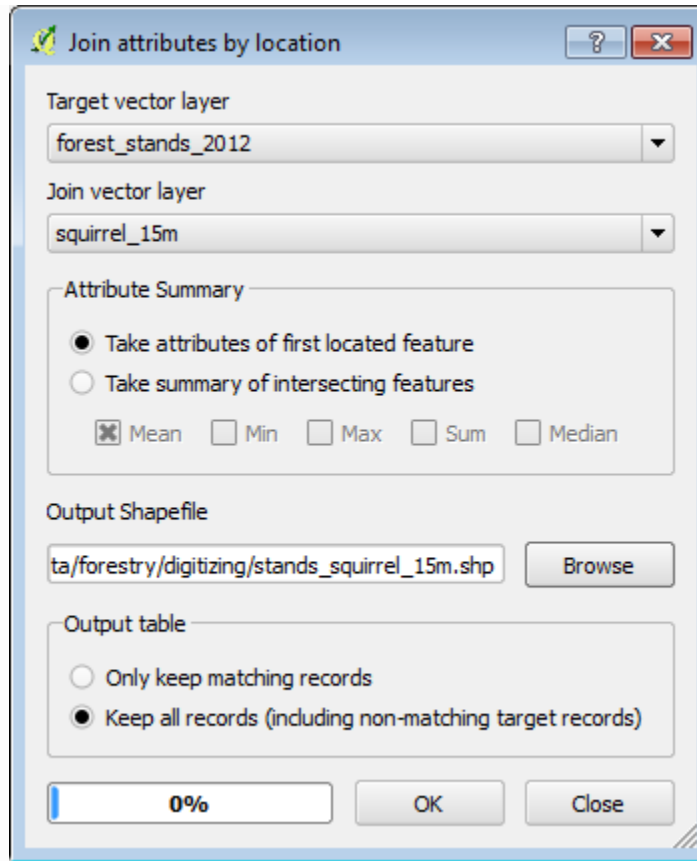 Join attributes by location
?
Target vector layer
forest_stands_2012
Join vector layer
squirrel_15m
Attribute Summary
Take attributes of first located feature
Take summary of intersecting features
Mean Min Max Sum Median
Output Shapefile
ta/forestry/digitizing/stands_squirrel_15m.shp Browse
Output table
Only keep matching records
Keep all records (including non-matching target records)
0% OK Close